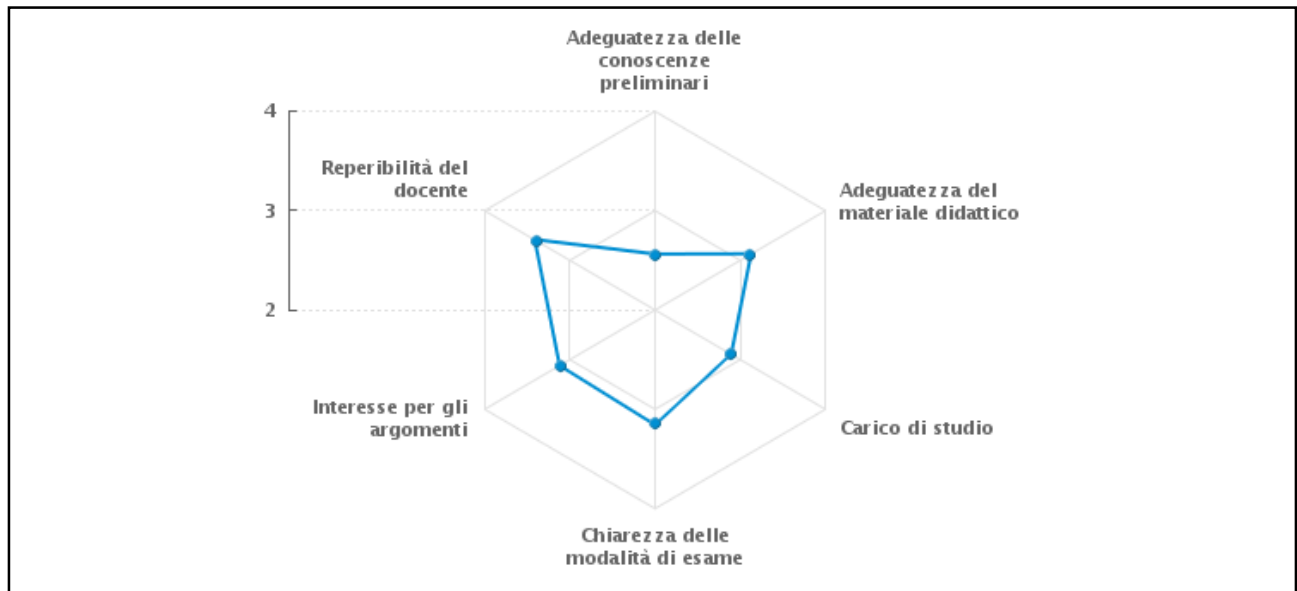 Adeguatezza delle
conoscenze
preliminari
4
Reperibilità del
docente
Adeguatezza del
materiale didattico
3
2
Interesse per gli
argomenti
Carico di studio
Chiarezza delle
modalità di esame